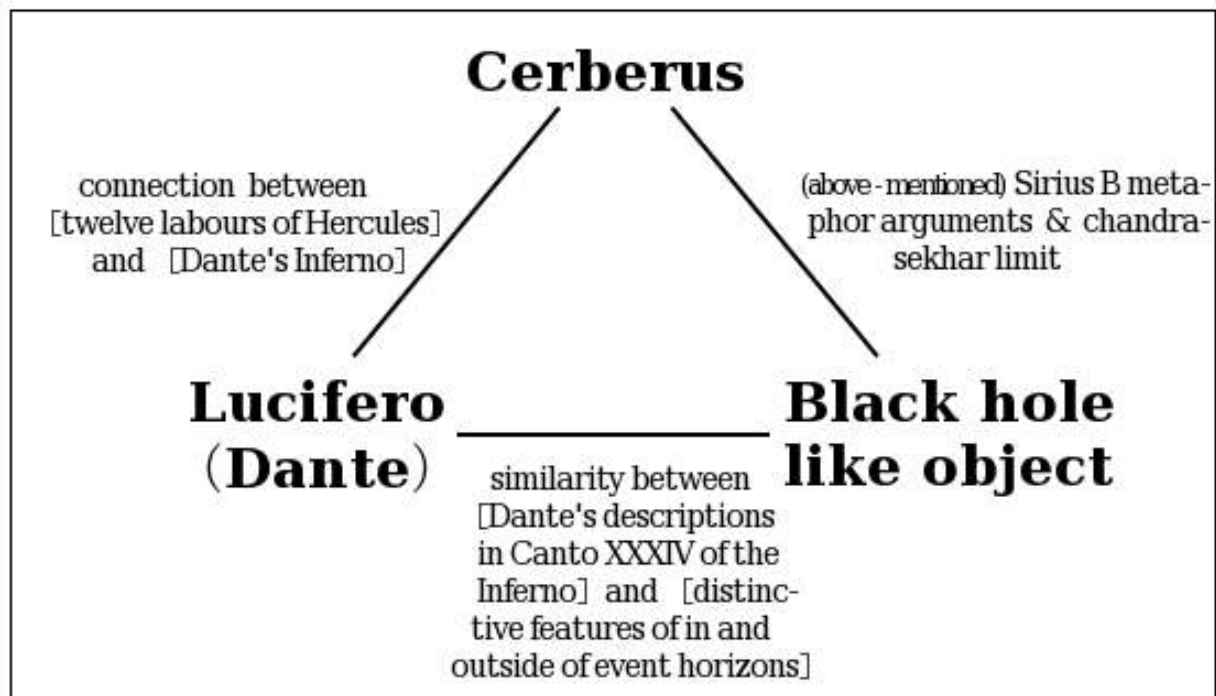 Cerberus
connection between
[twelve labours of Hercules]
and [Dante's Inferno]
(above-mentioned) Sirius B meta-
phor arguments & chandra-
sekhar limit
Lucifero
(Dante)
Black hole
like object
similarity between
[Dante's descriptions
in Canto XXXIV of the
Inferno] and [distinc-
tive features of in and
outside of event horizons]